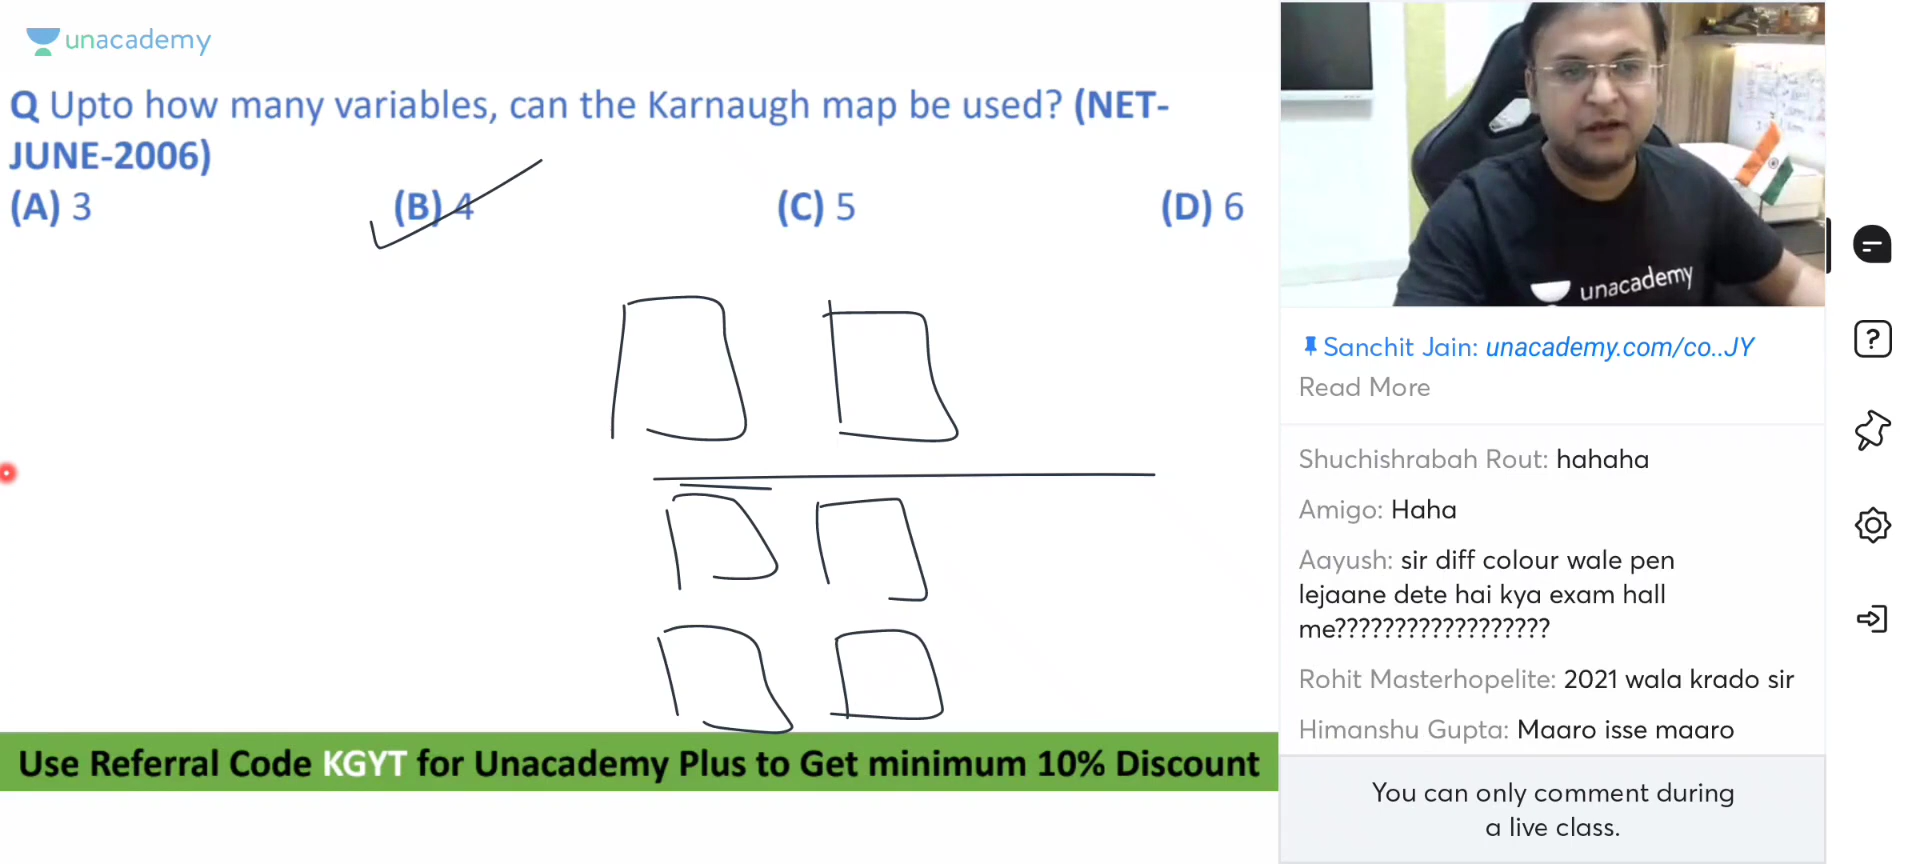 unacademy
Q Upto how many variables, can the Karnaugh map be used? (NET-
JUNE-2006)
(A) 3 (B) 4 (C) 5 (D) 6
Use Referral Code KGYT for Unacademy Plus to Get minimum 10% Discount
unacademy
Sanchit Jain: unacademy.com/co..JY
Read More
Shuchishrabah Rout: hahaha
Amigo: Haha
Aayush: sir diff colour wale pen
lejaane dete hai kya exam hall
me??????????????????
Rohit Masterhopelite: 2021 wala krado sir
Himanshu Gupta: Maaro isse maaro
You can only comment during
a live class.
?